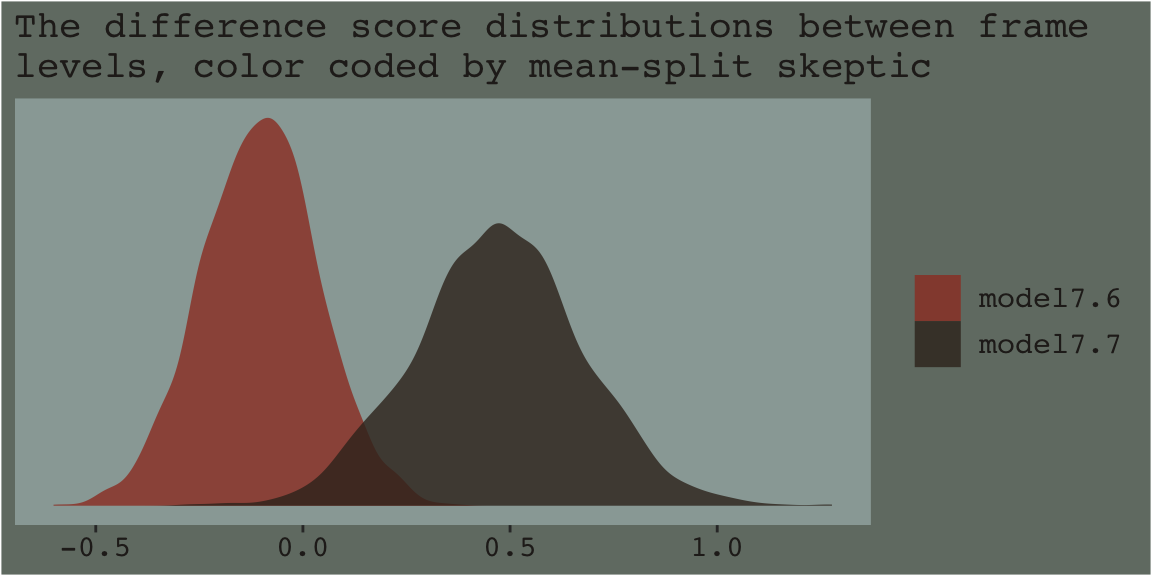 The difference score distributions between frame
levels, color coded by mean-split skeptic
model7.6
model7.7
-0.5 0.0 0.5 1.0